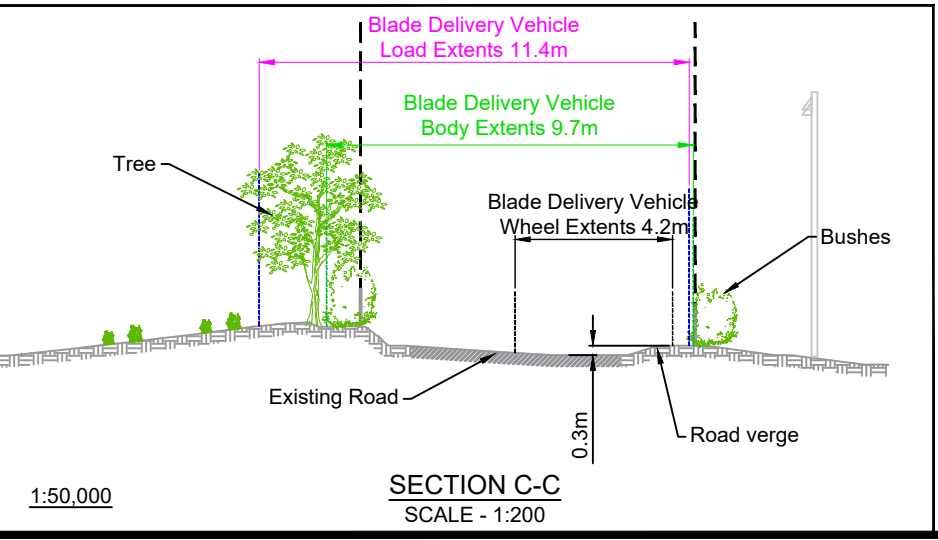 Blade Delivery Vehicle
Load Extents 11.4m
Blade Delivery Vehicle
Body Extents 9.7m
Tree
Blade Delivery Vehicle
Wheel Extents 4.2m
Bushes
Existing Road
0.3m
Road verge
1:50,000
SECTION C-C
SCALE - 1:200